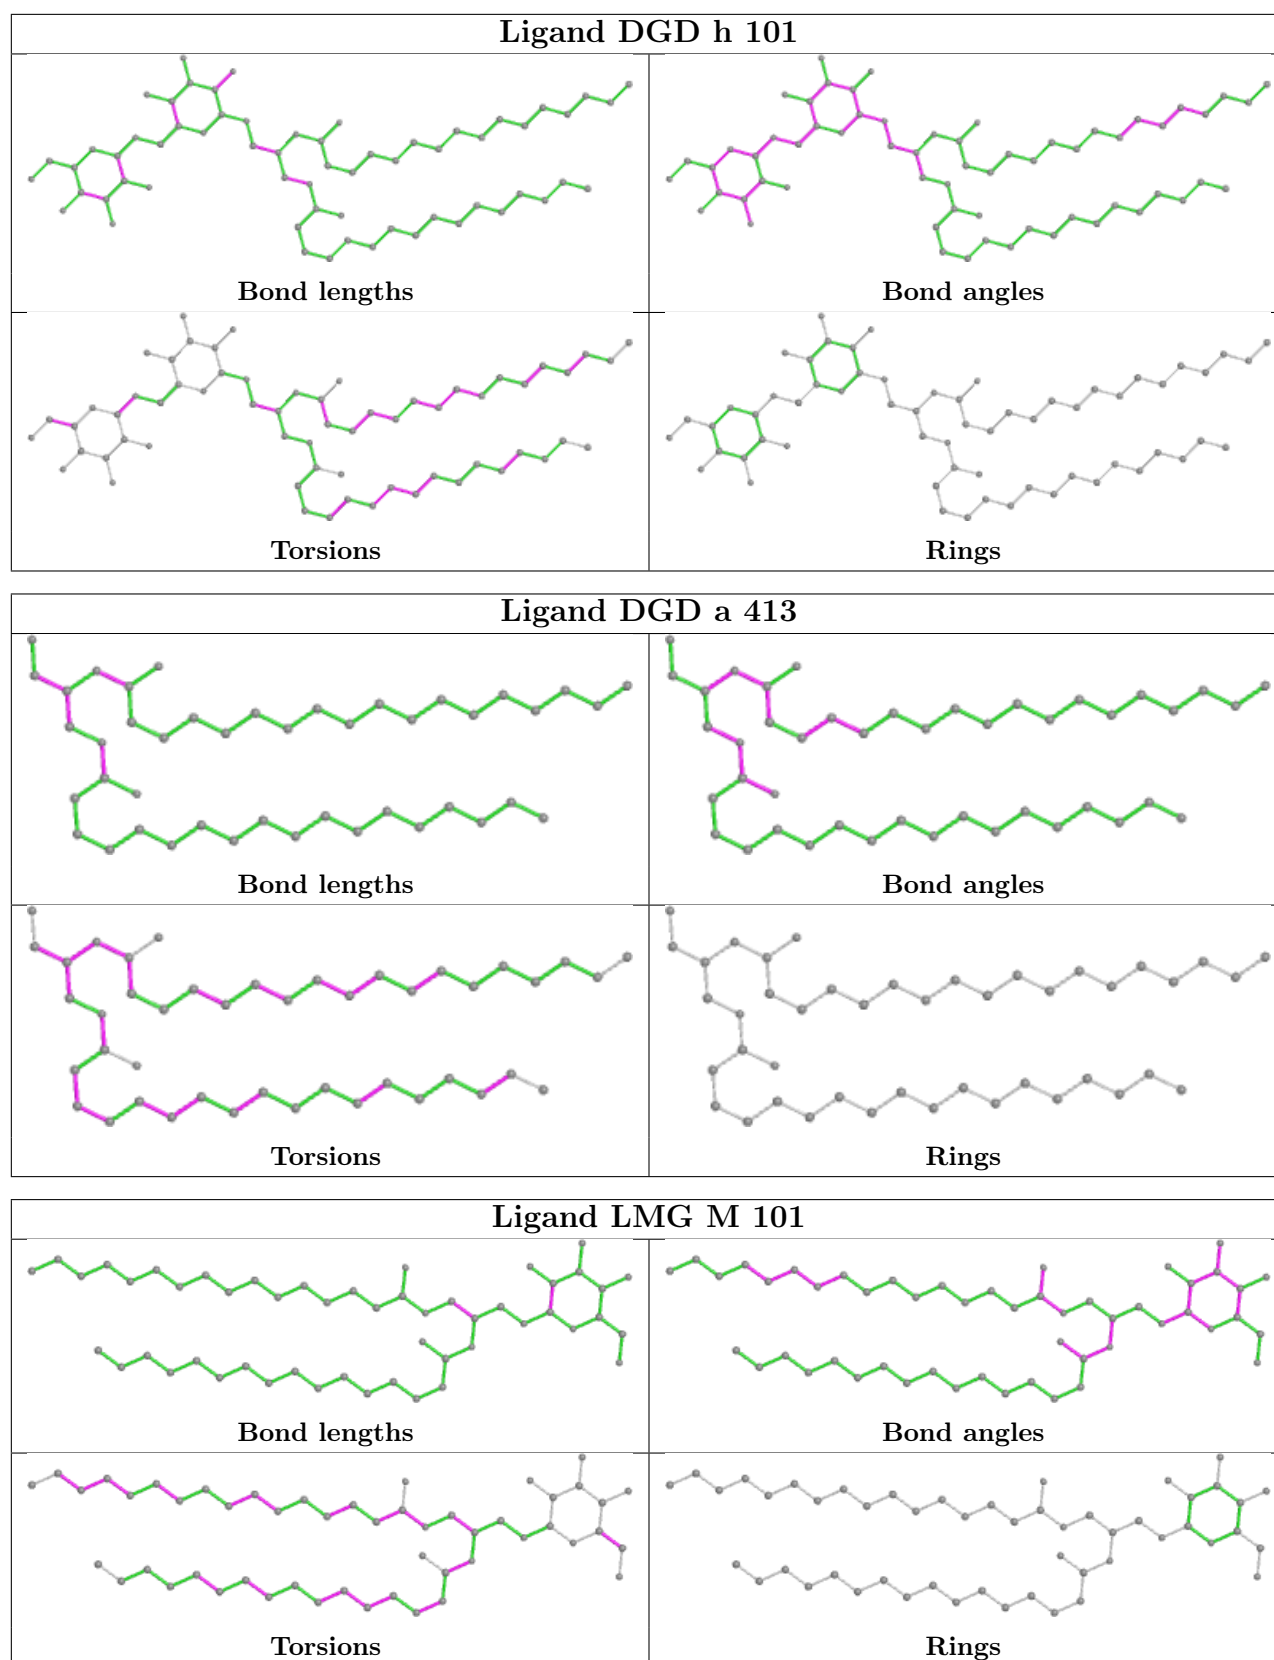 Ligand DGD h 101
Bond lengths
Bond angles
Torsions
Rings
Ligand DGD a 413
Bond lengths
Bond angles
Torsions
Rings
Ligand LMG M 101
Bond lengths
Bond angles
Torsions
Rings